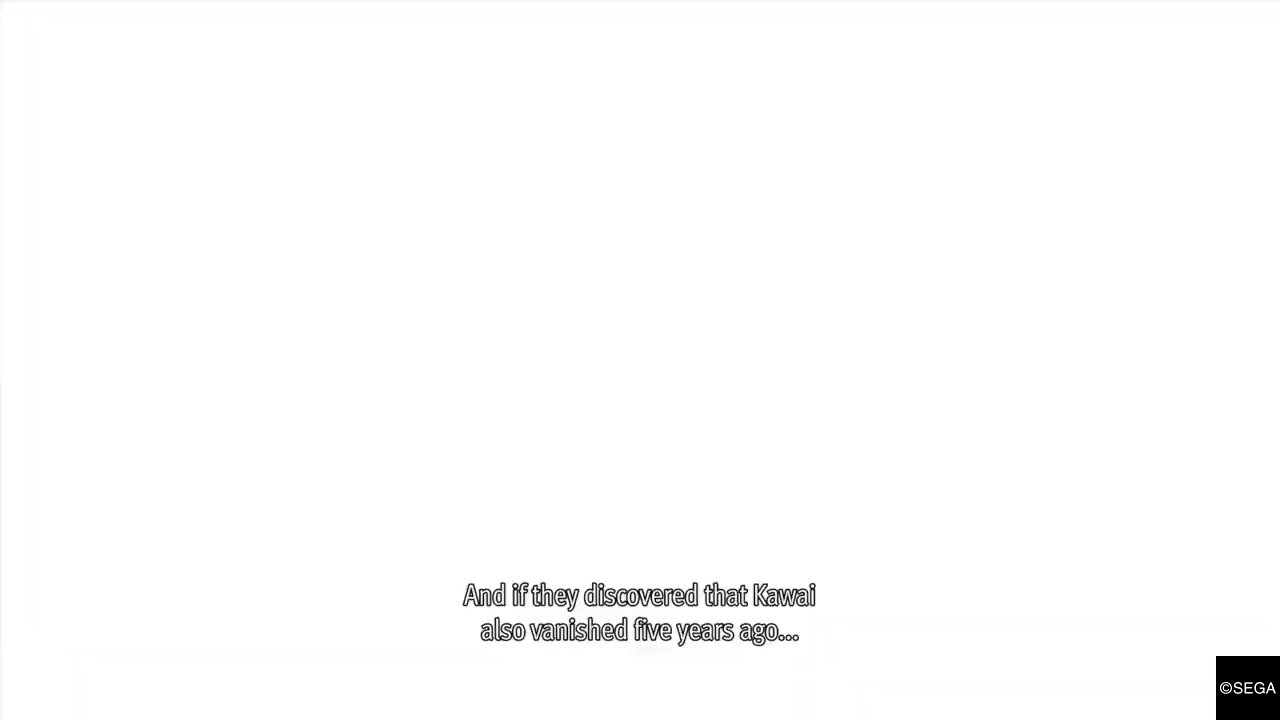 And if they discovered that Kawai
also vanished five years ago...
©SEGA